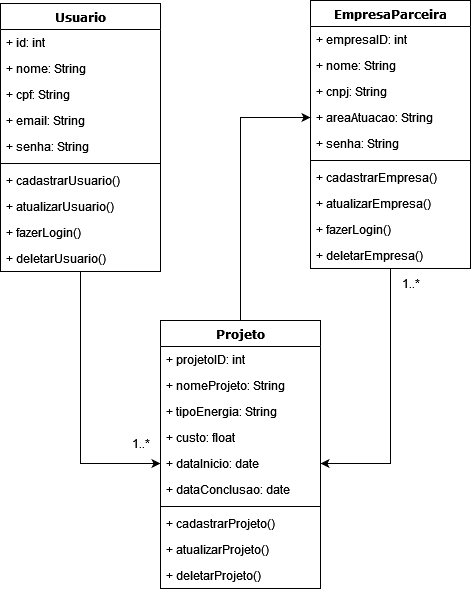 Usuario
+ id: int
+ nome: String
+ cpf: String
+ email: String
+ senha: String
+ cadastrarUsuario()
+ atualizarUsuario()
+ fazerLogin()
+ deletarUsuario()
EmpresaParceira
+ empresaID: int
+ nome: String
+ cnpj: String
+ areaAtuacao: String
+ senha: String
+ cadastrarEmpresa()
+ atualizarEmpresa()
+ fazerLogin()
+ deletarEmpresa()
1..*
Projeto
+ projetoID: int
+ nomeProjeto: String
+ tipoEnergia: String
+ custo: float
+ dataInicio: date
+ dataConclusao: date
+ cadastrarProjeto()
+ atualizarProjeto()
+ deletarProjeto()
1..*